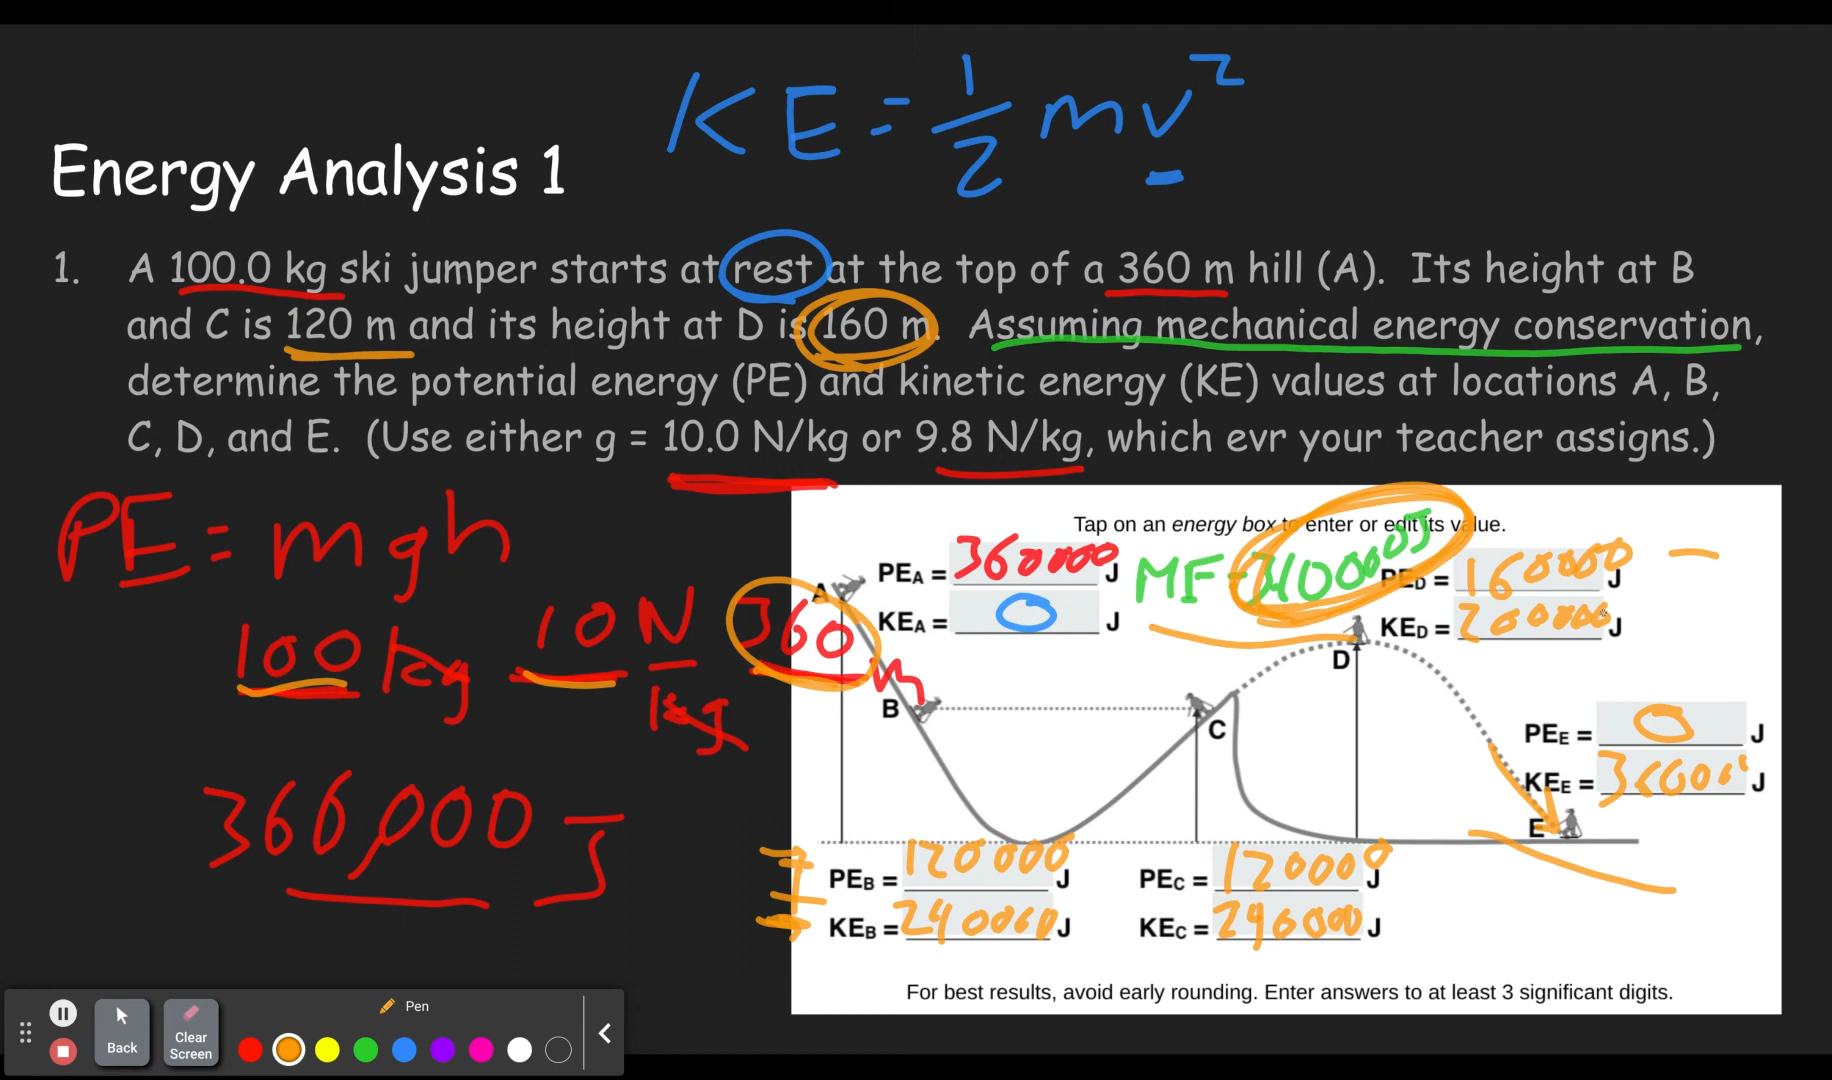 KE = 1/2 mv²
Energy Analysis 1
1. A 100.0 kg ski jumper starts at rest at the top of a 360 m hill (A). Its height at B
and C is 120 m and its height at D is 160 m. Assuming mechanical energy conservation,
determine the potential energy (PE) and kinetic energy (KE) values at locations A, B,
C, D, and E. (Use either g = 10.0 N/kg or 9.8 N/kg, which evr your teacher assigns.)
PE = mgh
100 kg 10 N/kg 360 m
360,000 J
Tap on an energy box to enter or edit its value.
PEA = 360000 J
KEA = 0 J
PED = 160000 J
KED = 200000 J
A
B
C
D
E
PEE = 0 J
KEE = 360000 J
PEB = 120000 J
KEB = 240000 J
PEC = 120000 J
KEC = 240000 J
For best results, avoid early rounding. Enter answers to at least 3 significant digits.
Pen
Back
Clear
Screen